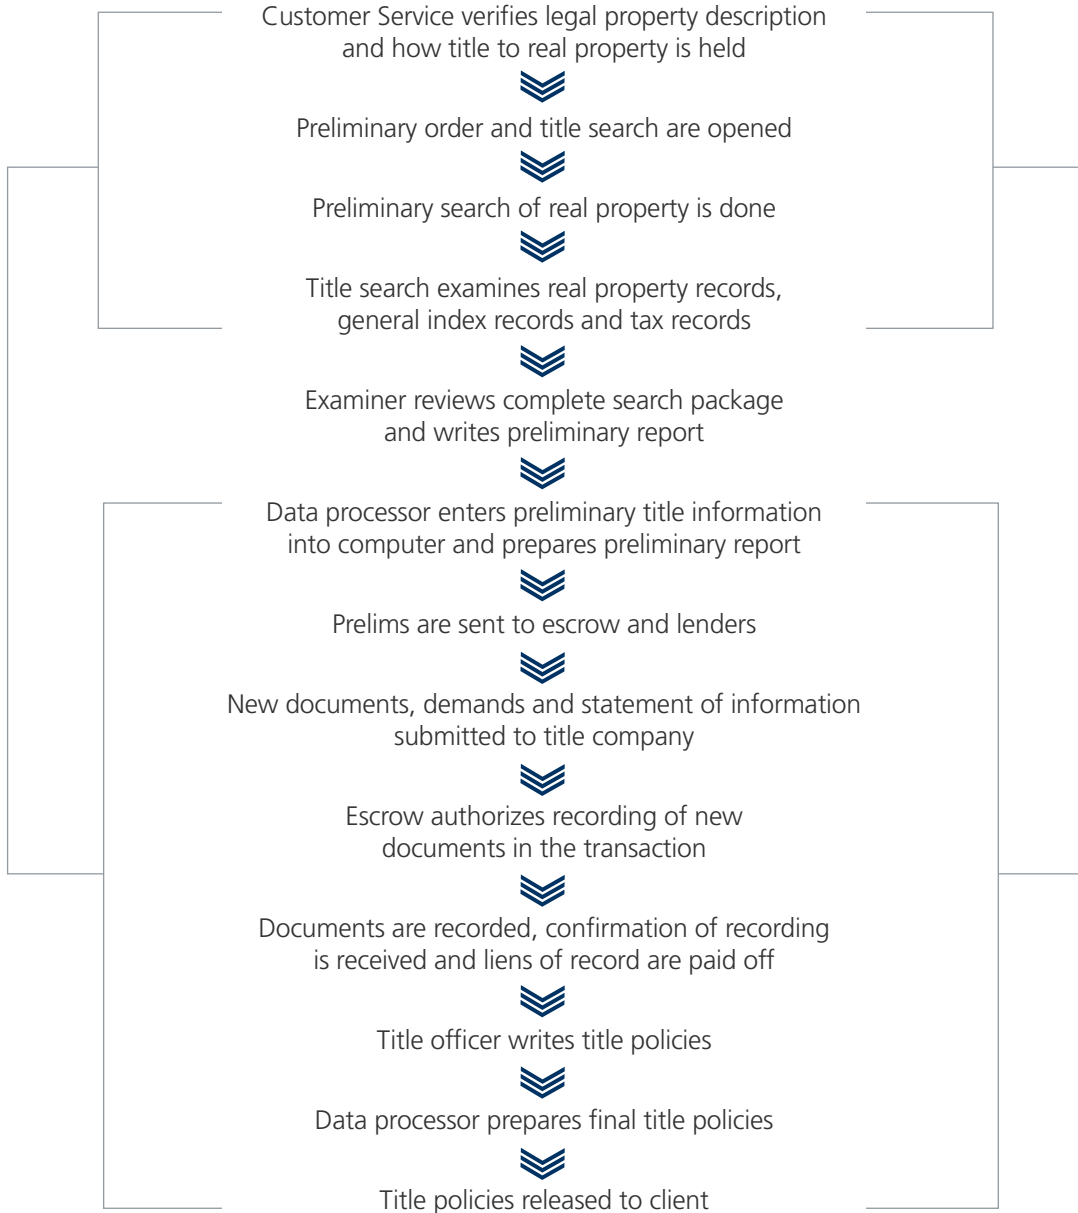 Customer Service verifies legal property description
and how title to real property is held
Preliminary order and title search are opened
Preliminary search of real property is done
Title search examines real property records,
general index records and tax records
Examiner reviews complete search package
and writes preliminary report
Data processor enters preliminary title information
into computer and prepares preliminary report
Prelims are sent to escrow and lenders
New documents, demands and statement of information
submitted to title company
Escrow authorizes recording of new
documents in the transaction
Documents are recorded, confirmation of recording
is received and liens of record are paid off
Title officer writes title policies
Data processor prepares final title policies
Title policies released to client